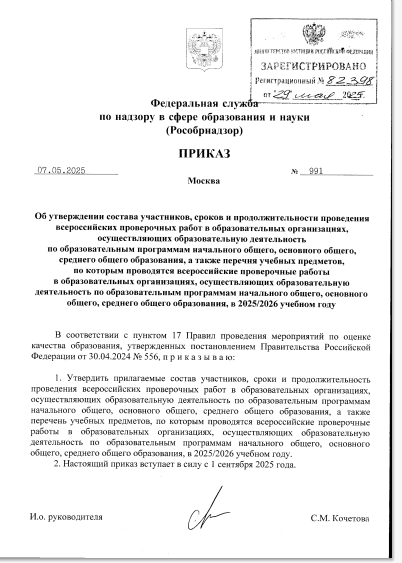 МИНИСТЕРСТВО ЮСТИЦИИ РОССИЙСКОЙ ФЕДЕРАЦИИ
ЗАРЕГИСТРИРОВАНО
Регистрационный № 82398
от "29 мая 2025
Федеральная служба
по надзору в сфере образования и науки
(Рособрнадзор)
ПРИКАЗ
07.05.2025
№ 991
Москва
Об утверждении состава участников, сроков и продолжительности проведения
всероссийских проверочных работ в образовательных организациях,
осуществляющих образовательную деятельность
по образовательным программам начального общего, основного общего,
среднего общего образования, а также перечня учебных предметов,
по которым проводятся всероссийские проверочные работы
в образовательных организациях, осуществляющих образовательную
деятельность по образовательным программам начального общего, основного
общего, среднего общего образования, в 2025/2026 учебном году
В соответствии с пунктом 17 Правил проведения мероприятий по оценке
качества образования, утвержденных постановлением Правительства Российской
Федерации от 30.04.2024 № 556, п р и к а з ы в а ю:
1. Утвердить прилагаемые состав участников, сроки и продолжительность
проведения всероссийских проверочных работ в образовательных организациях,
осуществляющих образовательную деятельность по образовательным программам
начального общего, основного общего, среднего общего образования, а также
перечень учебных предметов, по которым проводятся всероссийские проверочные
работы в образовательных организациях, осуществляющих образовательную
деятельность по образовательным программам начального общего, основного
общего, среднего общего образования, в 2025/2026 учебном году.
2. Настоящий приказ вступает в силу с 1 сентября 2025 года.
И.о. руководителя
С.М. Кочетова